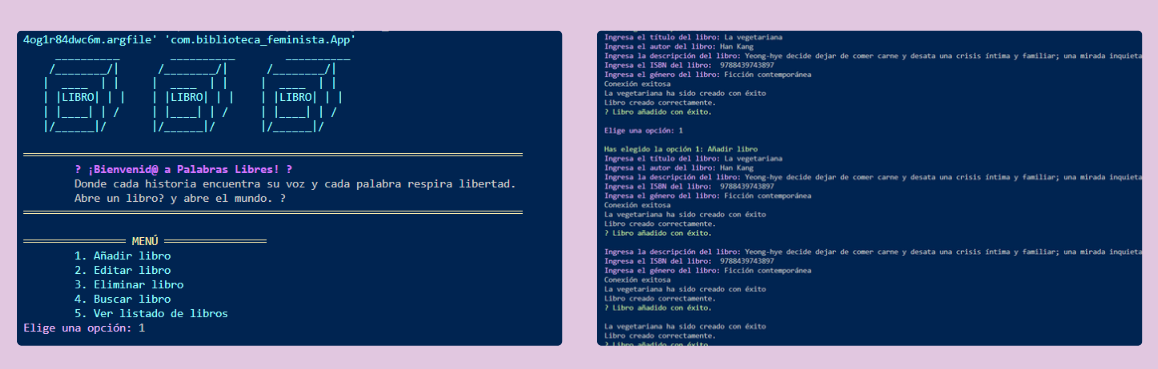 4og1r84dwc6m.argfile' 'com.biblioteca_feminista.App'
LIBRO LIBRO LIBRO
? ¡Bienvenid@ a Palabras Libres! ?
Donde cada historia encuentra su voz y cada palabra respira libertad.
Abre un libro? y abre el mundo. ?
MENÚ
1. Añadir libro
2. Editar libro
3. Eliminar libro
4. Buscar libro
5. Ver listado de libros
Elige una opción: 1
Ingresa el título del libro: La vegetariana
Ingresa el autor del libro: Han Kang
Ingresa la descripción del libro: Yeong-hye decide dejar de comer carne y desata una crisis íntima y familiar; una mirada inquieta
Ingresa el ISBN del libro: 9788439743897
Ingresa el género del libro: Ficción contemporánea
Conexión exitosa
La vegetariana ha sido creado con éxito
Libro creado correctamente.
? Libro añadido con éxito.
Elige una opción: 1
Has elegido la opción 1: Añadir libro
Ingresa el título del libro: La vegetariana
Ingresa el autor del libro: Han Kang
Ingresa la descripción del libro: Yeong-hye decide dejar de comer carne y desata una crisis íntima y familiar; una mirada inquieta
Ingresa el ISBN del libro: 9788439743897
Ingresa el género del libro: Ficción contemporánea
Conexión exitosa
La vegetariana ha sido creado con éxito
Libro creado correctamente.
? Libro añadido con éxito.
Ingresa la descripción del libro: Yeong-hye decide dejar de comer carne y desata una crisis íntima y familiar; una mirada inquieta
Ingresa el ISBN del libro: 9788439743897
Ingresa el género del libro: Ficción contemporánea
Conexión exitosa
La vegetariana ha sido creado con éxito
Libro creado correctamente.
? Libro añadido con éxito.
La vegetariana ha sido creado con éxito
Libro creado correctamente.
? Libro añadido con éxito.